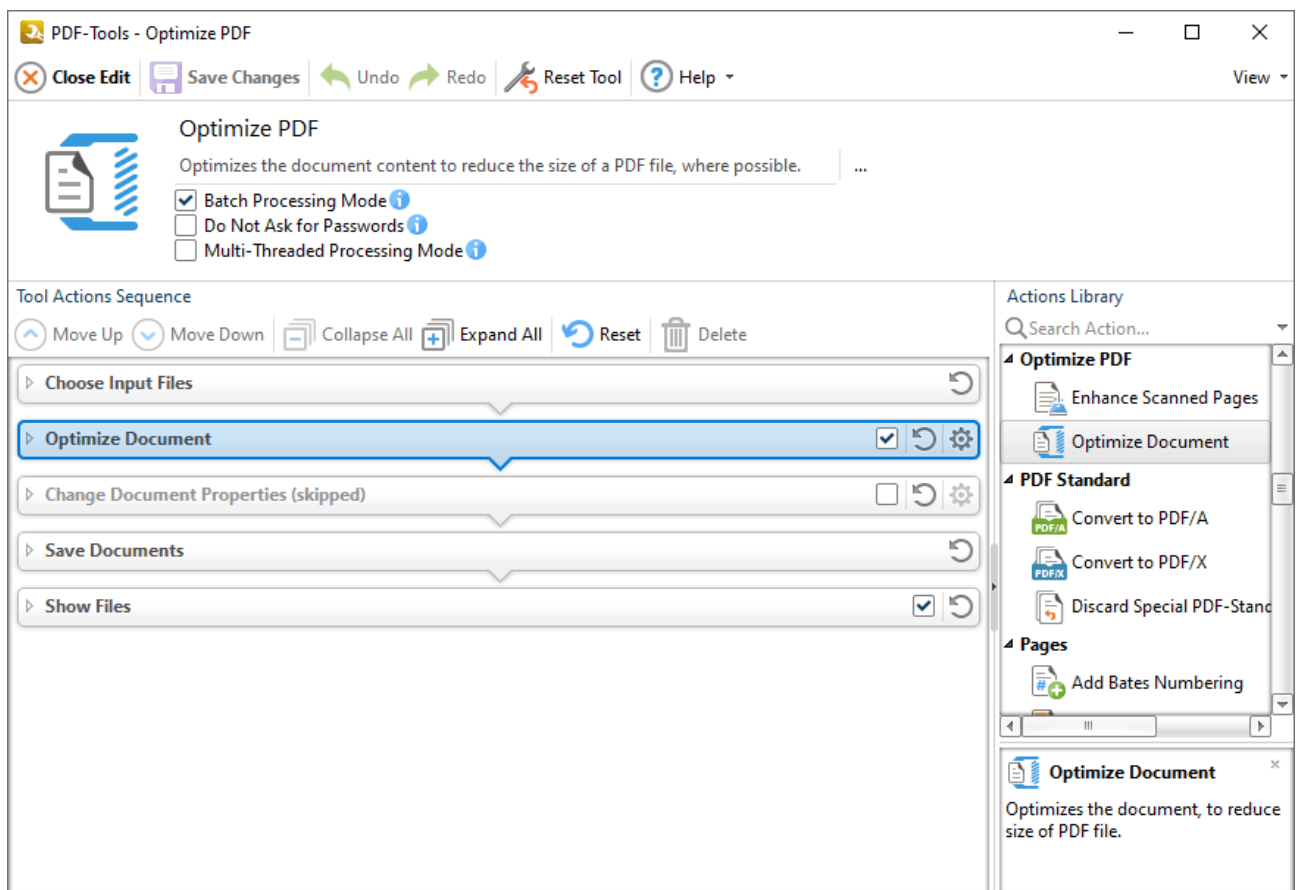 PDF-Tools - Optimize PDF
Close Edit Save Changes Undo Redo Reset Tool ? Help View
Optimize PDF
Optimizes the document content to reduce the size of a PDF file, where possible. ...
Batch Processing Mode i
Do Not Ask for Passwords i
Multi-Threaded Processing Mode i
Tool Actions Sequence
Move Up Move Down Collapse All Expand All Reset Delete
Choose Input Files
Optimize Document
Change Document Properties (skipped)
Save Documents
Show Files
Actions Library
Search Action...
Optimize PDF
Enhance Scanned Pages
Optimize Document
PDF Standard
PDF/A Convert to PDF/A
PDF/X Convert to PDF/X
Discard Special PDF-Stand
Pages
# Add Bates Numbering
Optimize Document
Optimizes the document, to reduce
size of PDF file.